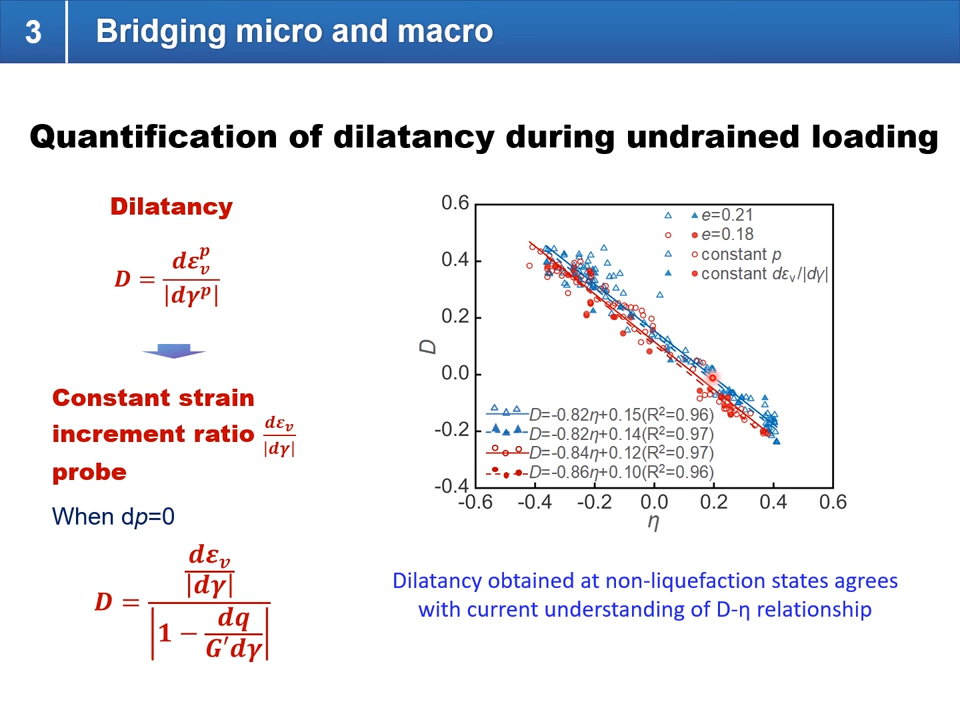 3
Bridging micro and macro
Quantification of dilatancy during undrained loading
Dilatancy
D = dε_v^p / |dγ^p|
Constant strain
increment ratio dε_v/|dγ|
probe
When dp=0
D = (dε_v/|dγ|) / |1 − dq/(G′dγ)|
0.6
0.4
0.2
0.0
-0.2
-0.4
D
-0.6 -0.4 -0.2 0.0 0.2 0.4 0.6
η
e=0.21
e=0.18
constant p
constant dεᵥ/|dγ|
D=-0.82η+0.15(R²=0.96)
D=-0.82η+0.14(R²=0.97)
D=-0.84η+0.12(R²=0.97)
D=-0.86η+0.10(R²=0.96)
Dilatancy obtained at non-liquefaction states agrees
with current understanding of D-η relationship